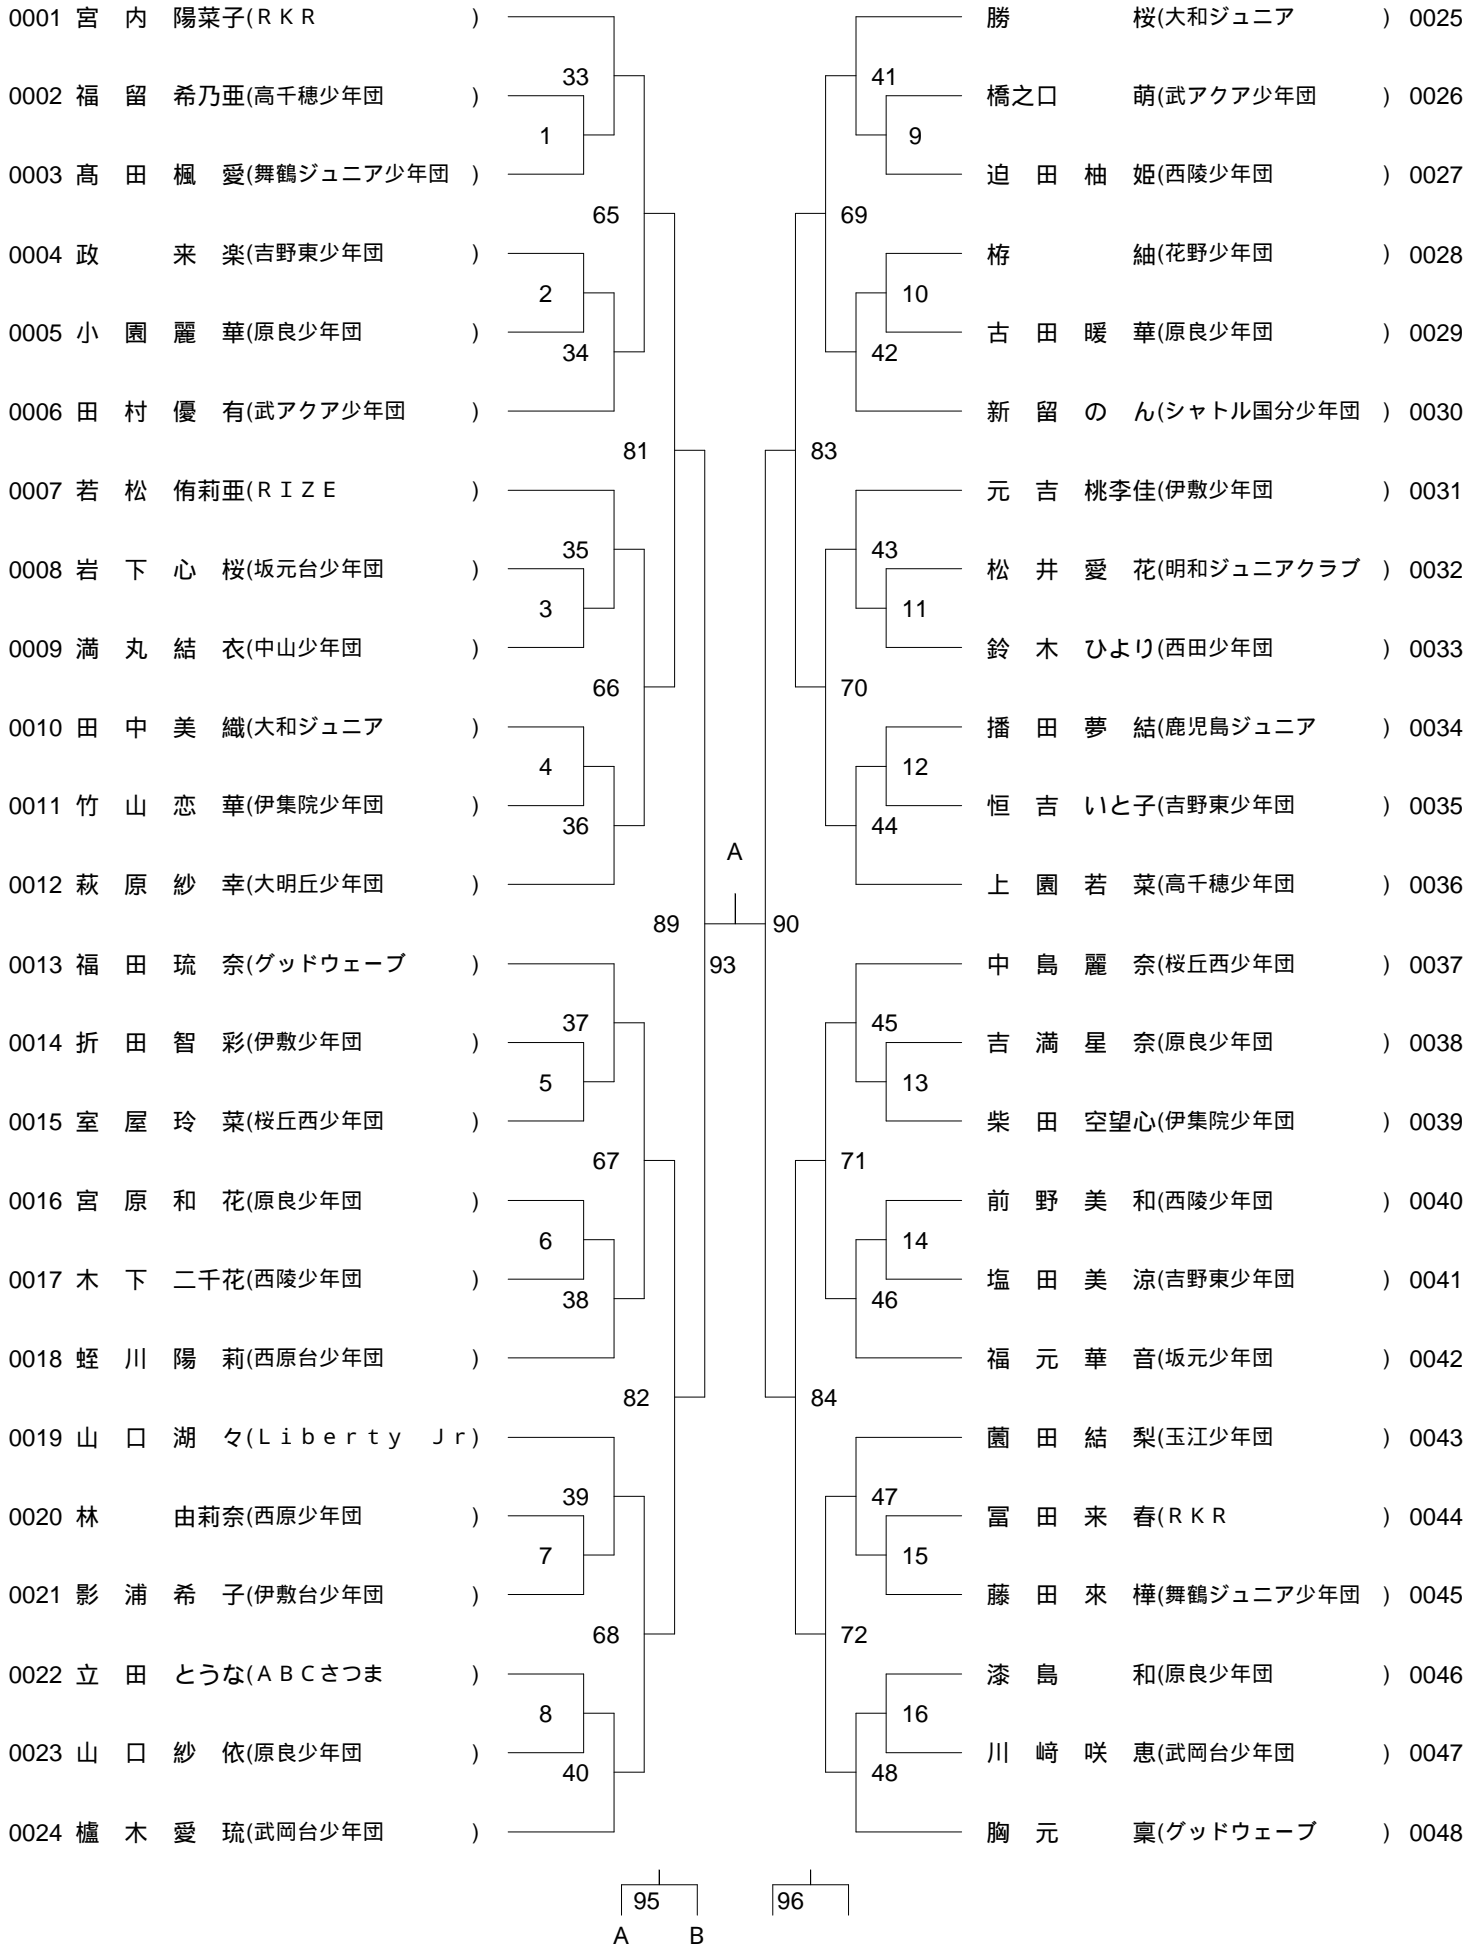 0001 宮 内 陽菜子(ＲＫＲ )
33
0002 福 留 希乃亜(高千穂少年団 )
1
0003 髙 田 楓 愛(舞鶴ジュニア少年団 )
65
0004 政 来 楽(吉野東少年団 )
2
0005 小 園 麗 華(原良少年団 )
34
0006 田 村 優 有(武アクア少年団 )
81
0007 若 松 侑莉亜(ＲＩＺＥ )
35
0008 岩 下 心 桜(坂元台少年団 )
3
0009 満 丸 結 衣(中山少年団 )
66
0010 田 中 美 織(大和ジュニア )
4
0011 竹 山 恋 華(伊集院少年団 )
36
0012 萩 原 紗 幸(大明丘少年団 )
89
0013 福 田 琉 奈(グッドウェーブ )
37
0014 折 田 智 彩(伊敷少年団 )
5
0015 室 屋 玲 菜(桜丘西少年団 )
67
0016 宮 原 和 花(原良少年団 )
6
0017 木 下 二千花(西陵少年団 )
38
0018 蛭 川 陽 莉(西原台少年団 )
82
0019 山 口 湖 々(Ｌｉｂｅｒｔｙ Ｊｒ)
39
0020 林 由莉奈(西原少年団 )
7
0021 影 浦 希 子(伊敷台少年団 )
68
0022 立 田 とうな(ＡＢＣさつま )
8
0023 山 口 紗 依(原良少年団 )
40
0024 櫨 木 愛 琉(武岡台少年団 )
A
93
勝 桜(大和ジュニア ) 0025
41
橋之口 萌(武アクア少年団 ) 0026
9
迫 田 柚 姫(西陵少年団 ) 0027
69
栫 紬(花野少年団 ) 0028
10
古 田 暖 華(原良少年団 ) 0029
42
新 留 の ん(シャトル国分少年団 ) 0030
83
元 吉 桃李佳(伊敷少年団 ) 0031
43
松 井 愛 花(明和ジュニアクラブ ) 0032
11
鈴 木 ひより(西田少年団 ) 0033
70
播 田 夢 結(鹿児島ジュニア ) 0034
12
恒 吉 いと子(吉野東少年団 ) 0035
44
上 園 若 菜(高千穂少年団 ) 0036
90
中 島 麗 奈(桜丘西少年団 ) 0037
45
吉 満 星 奈(原良少年団 ) 0038
13
柴 田 空望心(伊集院少年団 ) 0039
71
前 野 美 和(西陵少年団 ) 0040
14
塩 田 美 涼(吉野東少年団 ) 0041
46
福 元 華 音(坂元少年団 ) 0042
84
薗 田 結 梨(玉江少年団 ) 0043
47
冨 田 来 春(ＲＫＲ ) 0044
15
藤 田 來 樺(舞鶴ジュニア少年団 ) 0045
72
漆 島 和(原良少年団 ) 0046
16
川 﨑 咲 恵(武岡台少年団 ) 0047
48
胸 元 稟(グッドウェーブ ) 0048
95 96
A B